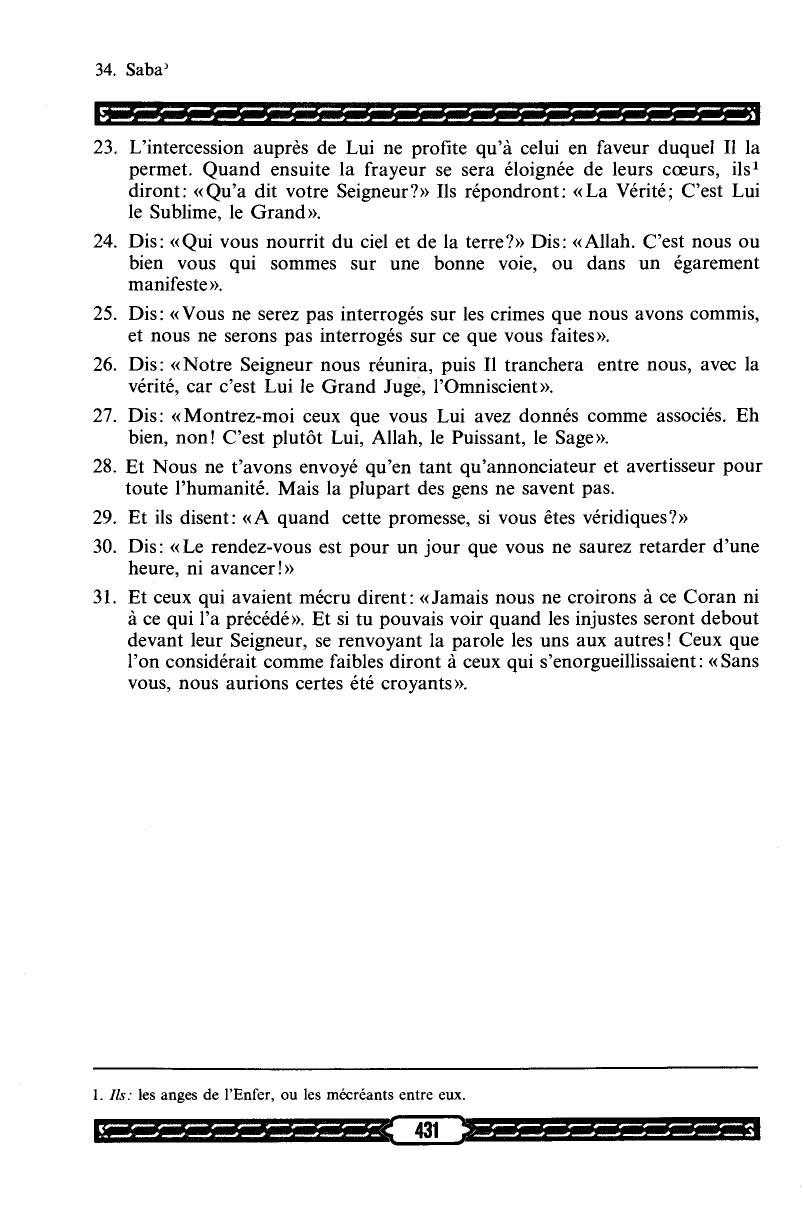 34. Saba’
23. L’intercession auprès de Lui ne profite qu’à celui en faveur duquel Il la
permet. Quand ensuite la frayeur se sera éloignée de leurs cœurs, ils¹
diront: «Qu’a dit votre Seigneur?» Ils répondront: «La Vérité; C’est Lui
le Sublime, le Grand».
24. Dis: «Qui vous nourrit du ciel et de la terre?» Dis: «Allah. C’est nous ou
bien vous qui sommes sur une bonne voie, ou dans un égarement
manifeste».
25. Dis: «Vous ne serez pas interrogés sur les crimes que nous avons commis,
et nous ne serons pas interrogés sur ce que vous faites».
26. Dis: «Notre Seigneur nous réunira, puis Il tranchera entre nous, avec la
vérité, car c’est Lui le Grand Juge, l’Omniscient».
27. Dis: «Montrez-moi ceux que vous Lui avez donnés comme associés. Eh
bien, non! C’est plutôt Lui, Allah, le Puissant, le Sage».
28. Et Nous ne t’avons envoyé qu’en tant qu’annonciateur et avertisseur pour
toute l’humanité. Mais la plupart des gens ne savent pas.
29. Et ils disent: «A quand cette promesse, si vous êtes véridiques?»
30. Dis: «Le rendez-vous est pour un jour que vous ne saurez retarder d’une
heure, ni avancer!»
31. Et ceux qui avaient mécru dirent: «Jamais nous ne croirons à ce Coran ni
à ce qui l’a précédé». Et si tu pouvais voir quand les injustes seront debout
devant leur Seigneur, se renvoyant la parole les uns aux autres! Ceux que
l’on considérait comme faibles diront à ceux qui s’enorgueillissaient: «Sans
vous, nous aurions certes été croyants».
1. Ils: les anges de l’Enfer, ou les mécréants entre eux.
431